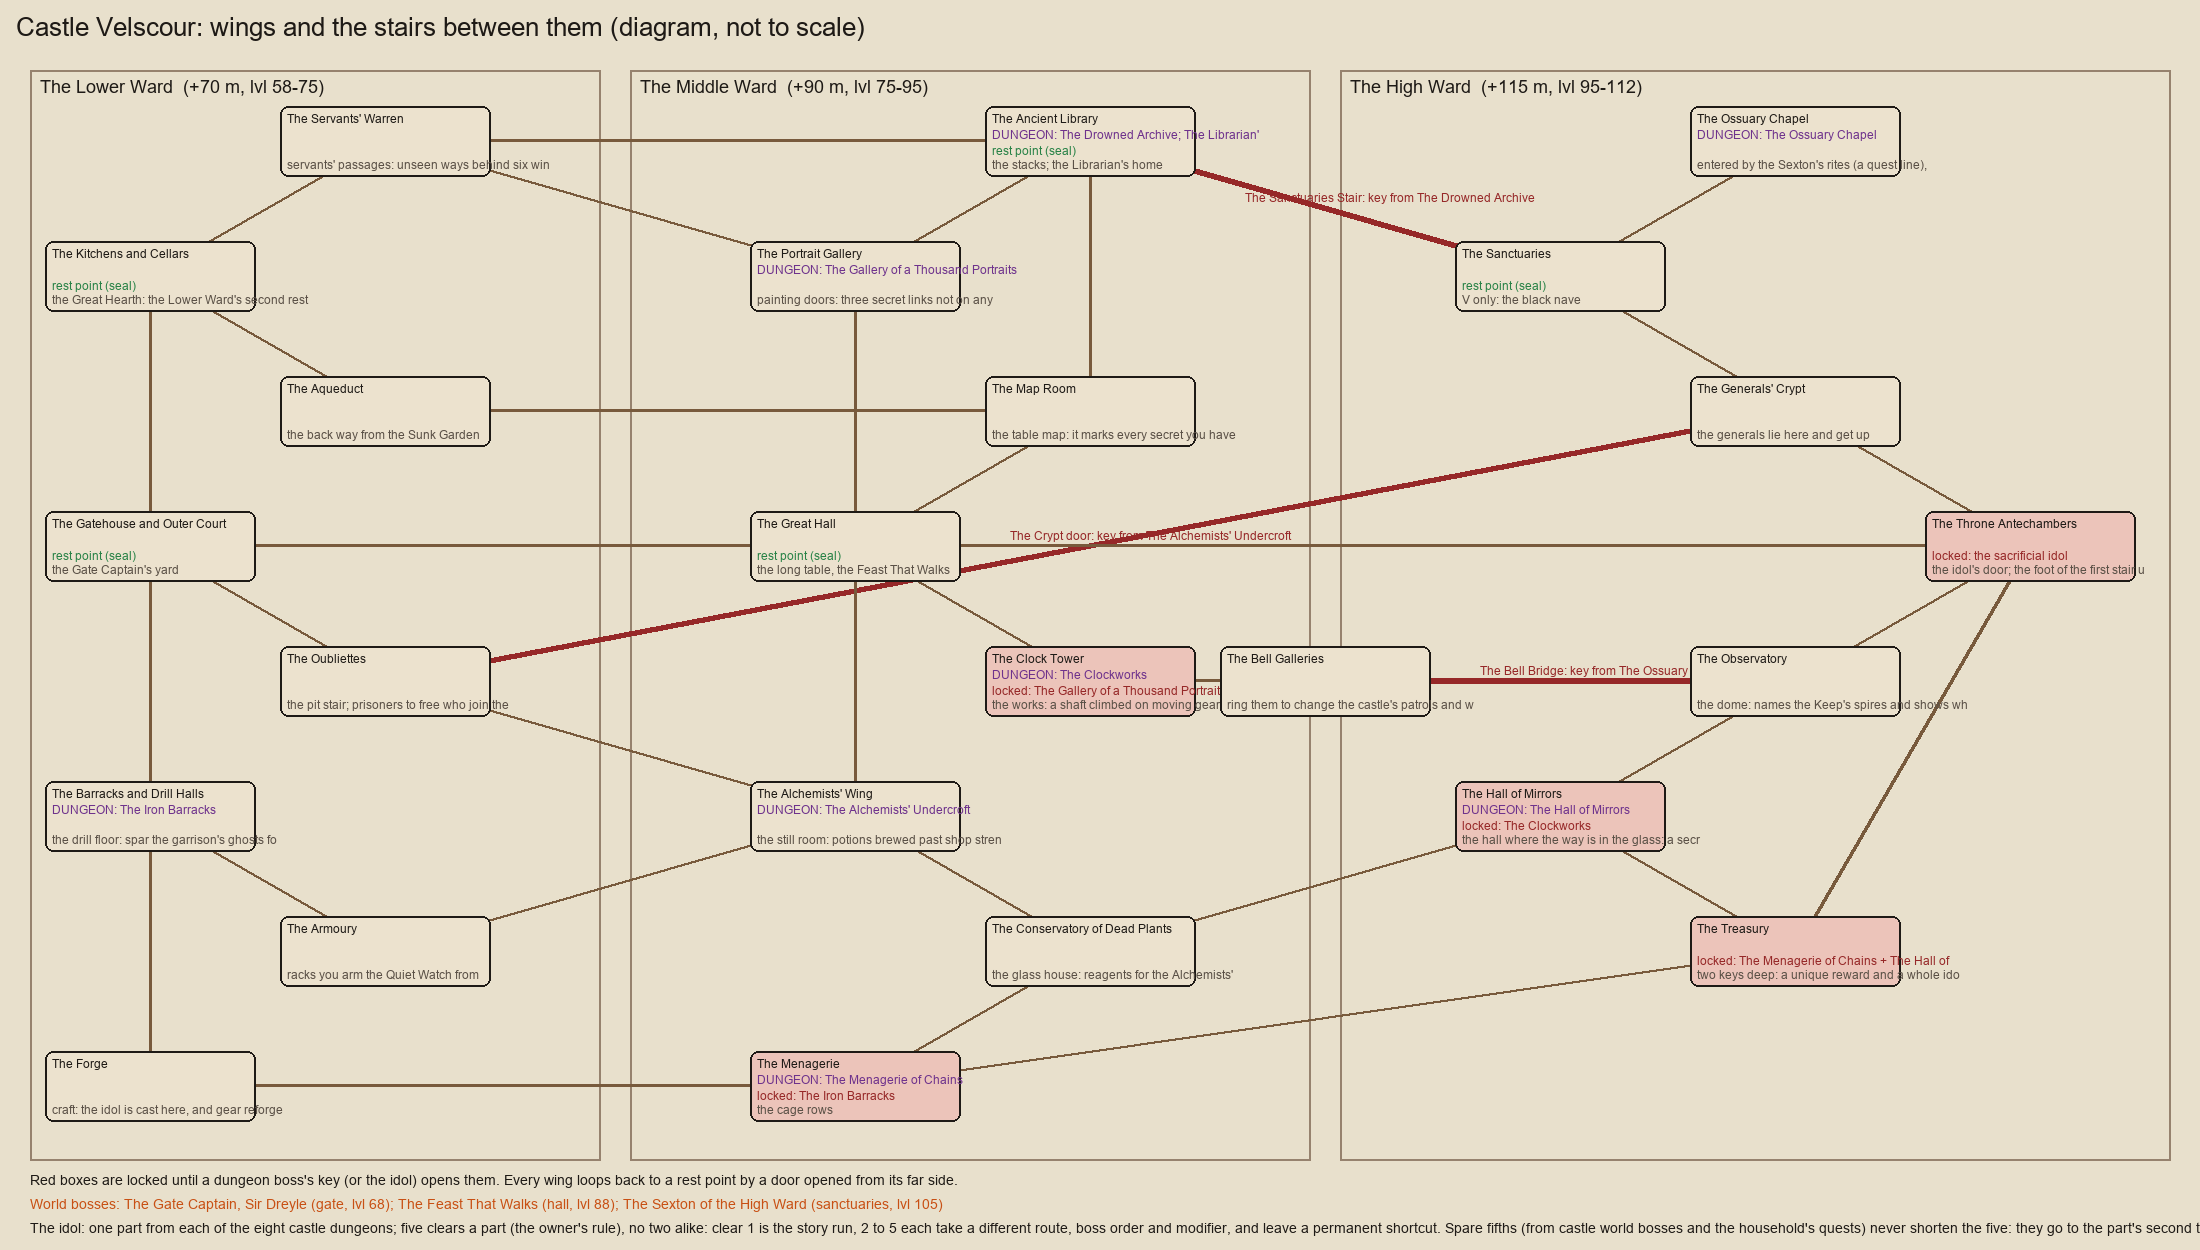 Castle Velscour: wings and the stairs between them (diagram, not to scale)
The Lower Ward (+70 m, lvl 58-75)
The Servants' Warren
servants' passages: unseen ways behind six win
The Kitchens and Cellars
rest point (seal)
the Great Hearth: the Lower Ward's second rest
The Aqueduct
the back way from the Sunk Garden
The Gatehouse and Outer Court
rest point (seal)
the Gate Captain's yard
The Oubliettes
the pit stair; prisoners to free who join the
The Barracks and Drill Halls
DUNGEON: The Iron Barracks
the drill floor: spar the garrison's ghosts fo
The Armoury
racks you arm the Quiet Watch from
The Forge
craft: the idol is cast here, and gear reforge
The Middle Ward (+90 m, lvl 75-95)
The Ancient Library
DUNGEON: The Drowned Archive; The Librarian'
rest point (seal)
the stacks; the Librarian's home
The Sanctuaries Stair: key from The Drowned Archive
The Portrait Gallery
DUNGEON: The Gallery of a Thousand Portraits
painting doors: three secret links not on any
The Map Room
the table map: it marks every secret you have
The Great Hall
rest point (seal)
the long table, the Feast That Walks
The Crypt door: key from The Alchemists' Undercroft
The Clock Tower
DUNGEON: The Clockworks
locked: The Gallery of a Thousand Portrait
the works: a shaft climbed on moving gear
The Bell Galleries
ring them to change the castle's patrols and w
The Bell Bridge: key from The Ossuary
The Alchemists' Wing
DUNGEON: The Alchemists' Undercroft
the still room: potions brewed past shop stren
The Conservatory of Dead Plants
the glass house: reagents for the Alchemists'
The Menagerie
DUNGEON: The Menagerie of Chains
locked: The Iron Barracks
the cage rows
The High Ward (+115 m, lvl 95-112)
The Ossuary Chapel
DUNGEON: The Ossuary Chapel
entered by the Sexton's rites (a quest line),
The Sanctuaries
rest point (seal)
V only: the black nave
The Generals' Crypt
the generals lie here and get up
The Throne Antechambers
locked: the sacrificial idol
the idol's door; the foot of the first stair u
The Observatory
the dome: names the Keep's spires and shows wh
The Hall of Mirrors
DUNGEON: The Hall of Mirrors
locked: The Clockworks
the hall where the way is in the glass: a secr
The Treasury
locked: The Menagerie of Chains + The Hall of
two keys deep: a unique reward and a whole ido
Red boxes are locked until a dungeon boss's key (or the idol) opens them. Every wing loops back to a rest point by a door opened from its far side.
World bosses: The Gate Captain, Sir Dreyle (gate, lvl 68); The Feast That Walks (hall, lvl 88); The Sexton of the High Ward (sanctuaries, lvl 105)
The idol: one part from each of the eight castle dungeons; five clears a part (the owner's rule), no two alike: clear 1 is the story run, 2 to 5 each take a different route, boss order and modifier, and leave a permanent shortcut. Spare fifths (from castle world bosses and the household's quests) never shorten the five: they go to the part's second t